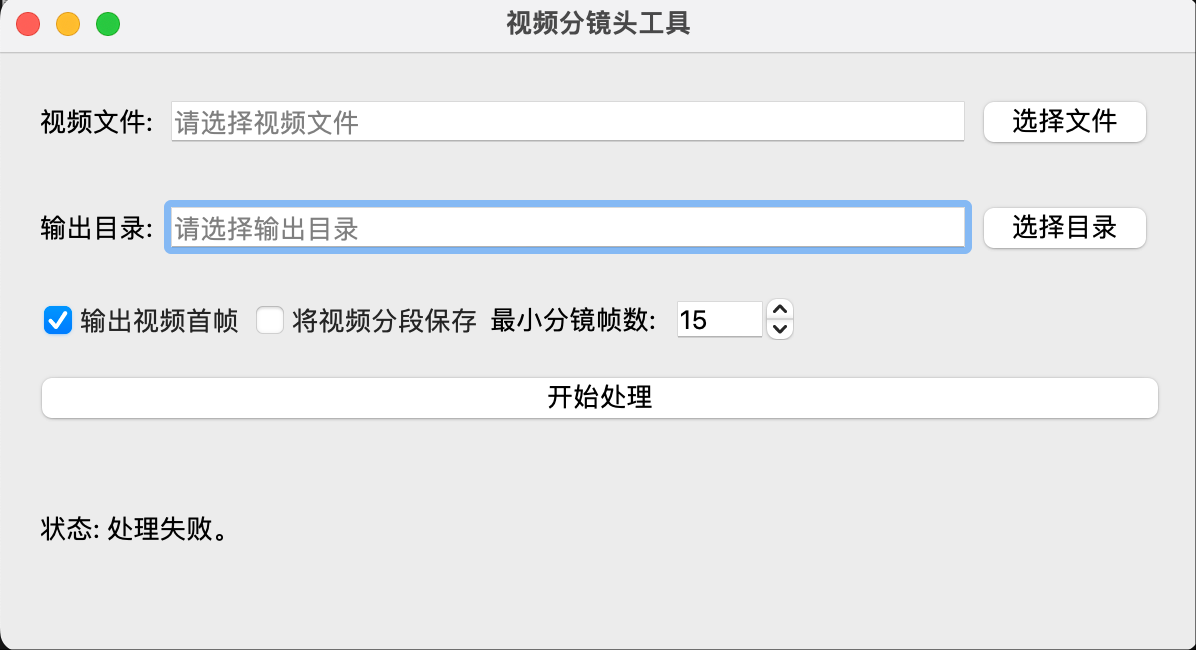 视频分镜头工具
视频文件: 请选择视频文件 选择文件
输出目录: 请选择输出目录 选择目录
输出视频首帧 将视频分段保存 最小分镜帧数: 15
开始处理
状态: 处理失败。